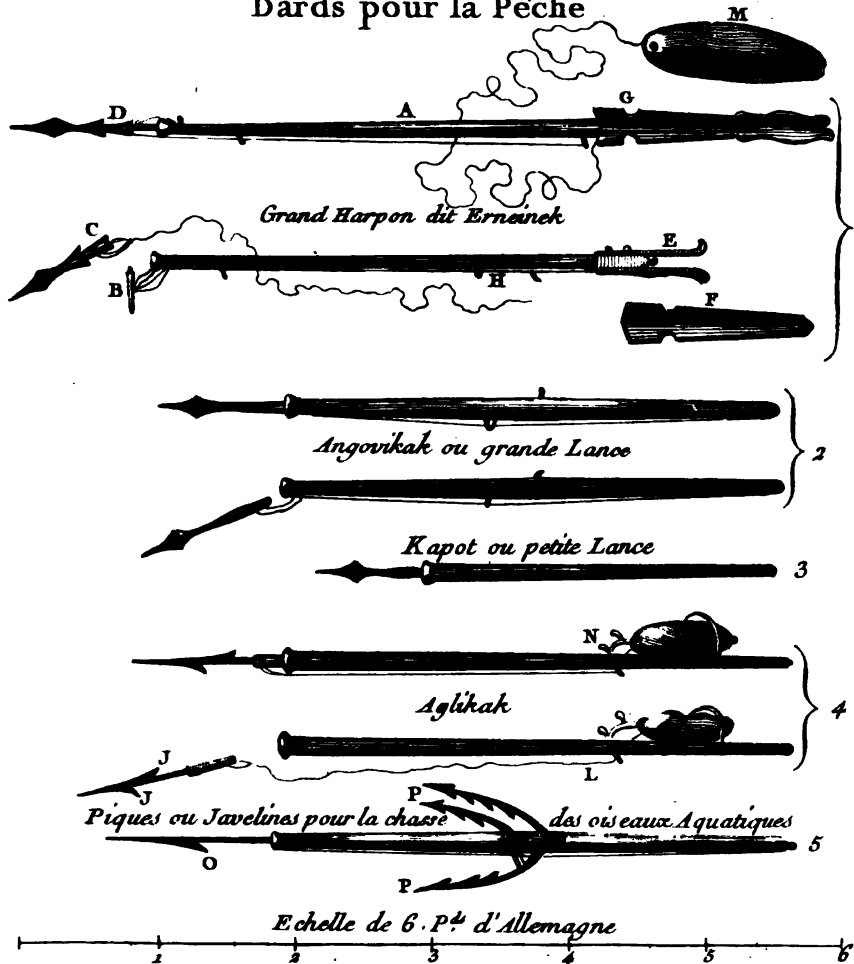 Dards pour la Pêche
M
D
A
G
Grand Harpon dit Erneinek
C
E
B
H
F
Angovikak ou grande Lance
2
Kapot ou petite Lance
3
N
Aglikak
4
J
J
L
P
Piques ou Javelines pour la chasse des oiseaux Aquatiques
5
O
P
Echelle de 6. Pds. d'Allemagne
1 2 3 4 5 6